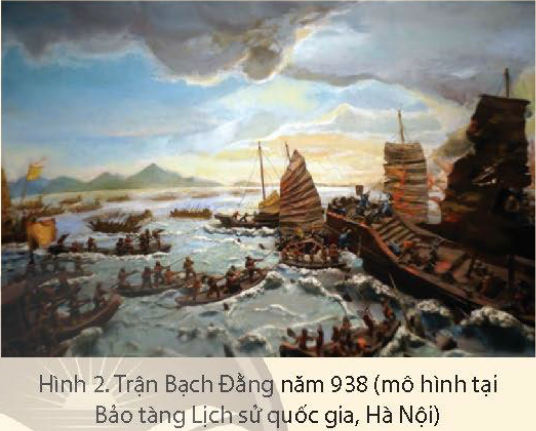 Hình 2. Trận Bạch Đằng năm 938 (mô hình tại
Bảo tàng Lịch sử quốc gia, Hà Nội)